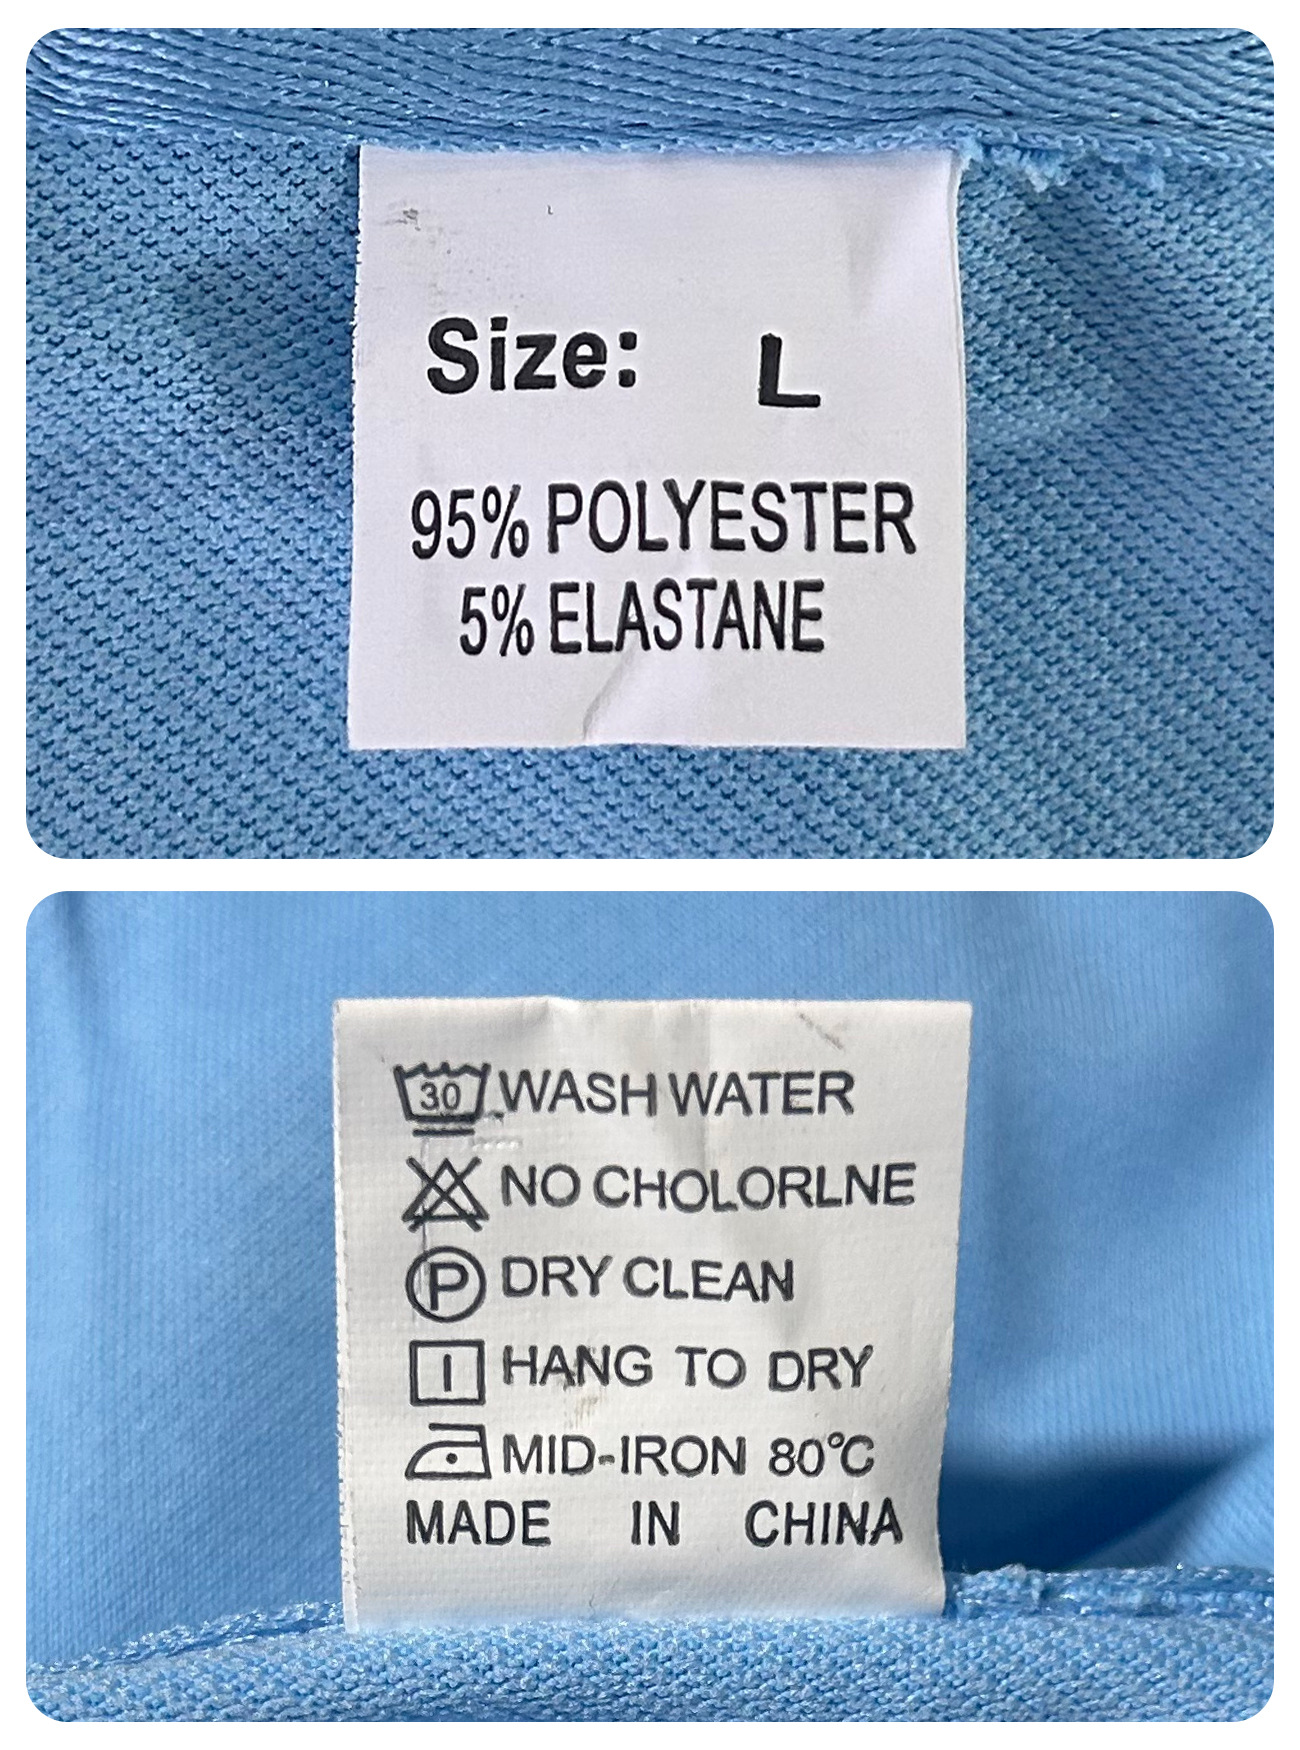 Size: L
95% POLYESTER
5% ELASTANE
30 WASH WATER
NO CHOLORLNE
P DRY CLEAN
HANG TO DRY
MID-IRON 80°C
MADE IN CHINA